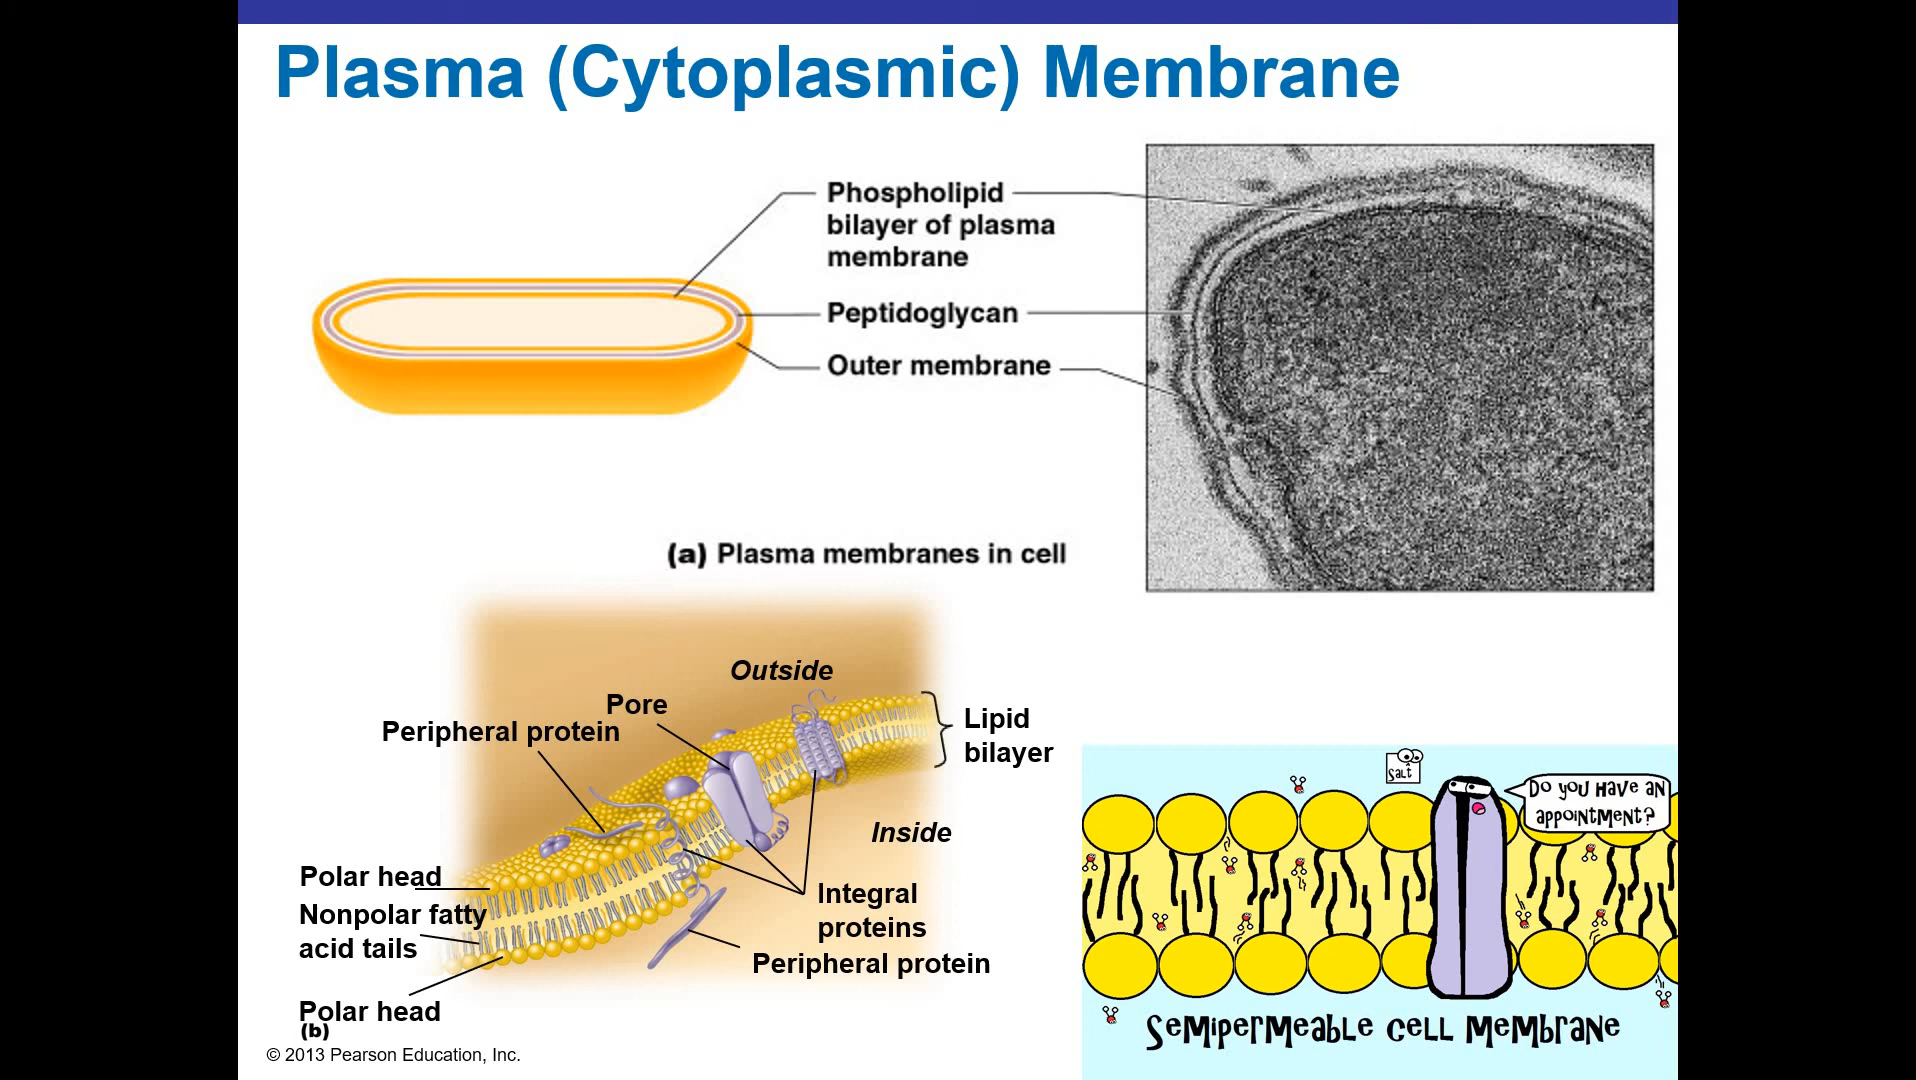 Plasma (Cytoplasmic) Membrane
Phospholipid
bilayer of plasma
membrane
Peptidoglycan
Outer membrane
(a) Plasma membranes in cell
Outside
Pore
Peripheral protein
Lipid
bilayer
Inside
Polar head
Nonpolar fatty
acid tails
Integral
proteins
Peripheral protein
Polar head
(b)
© 2013 Pearson Education, Inc.
Salt
Do you have an
appointment?
Semipermeable Cell Membrane